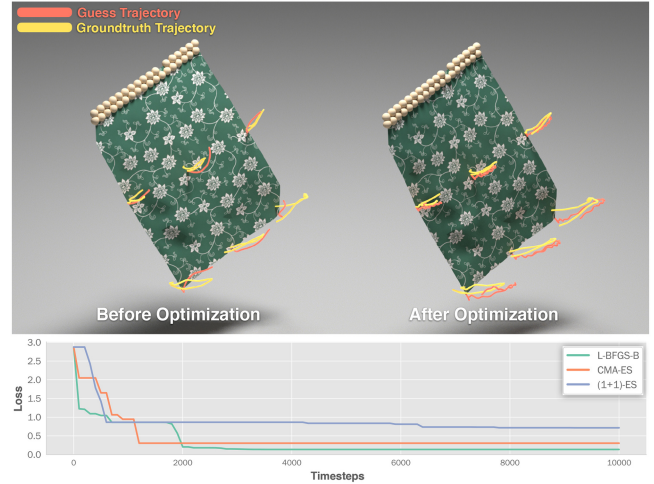 Guess Trajectory
Groundtruth Trajectory
Before Optimization
After Optimization
3.0
2.5
2.0
1.5
1.0
0.5
0.0
Loss
L-BFGS-B
CMA-ES
(1+1)-ES
0
2000
4000
6000
8000
10000
Timesteps